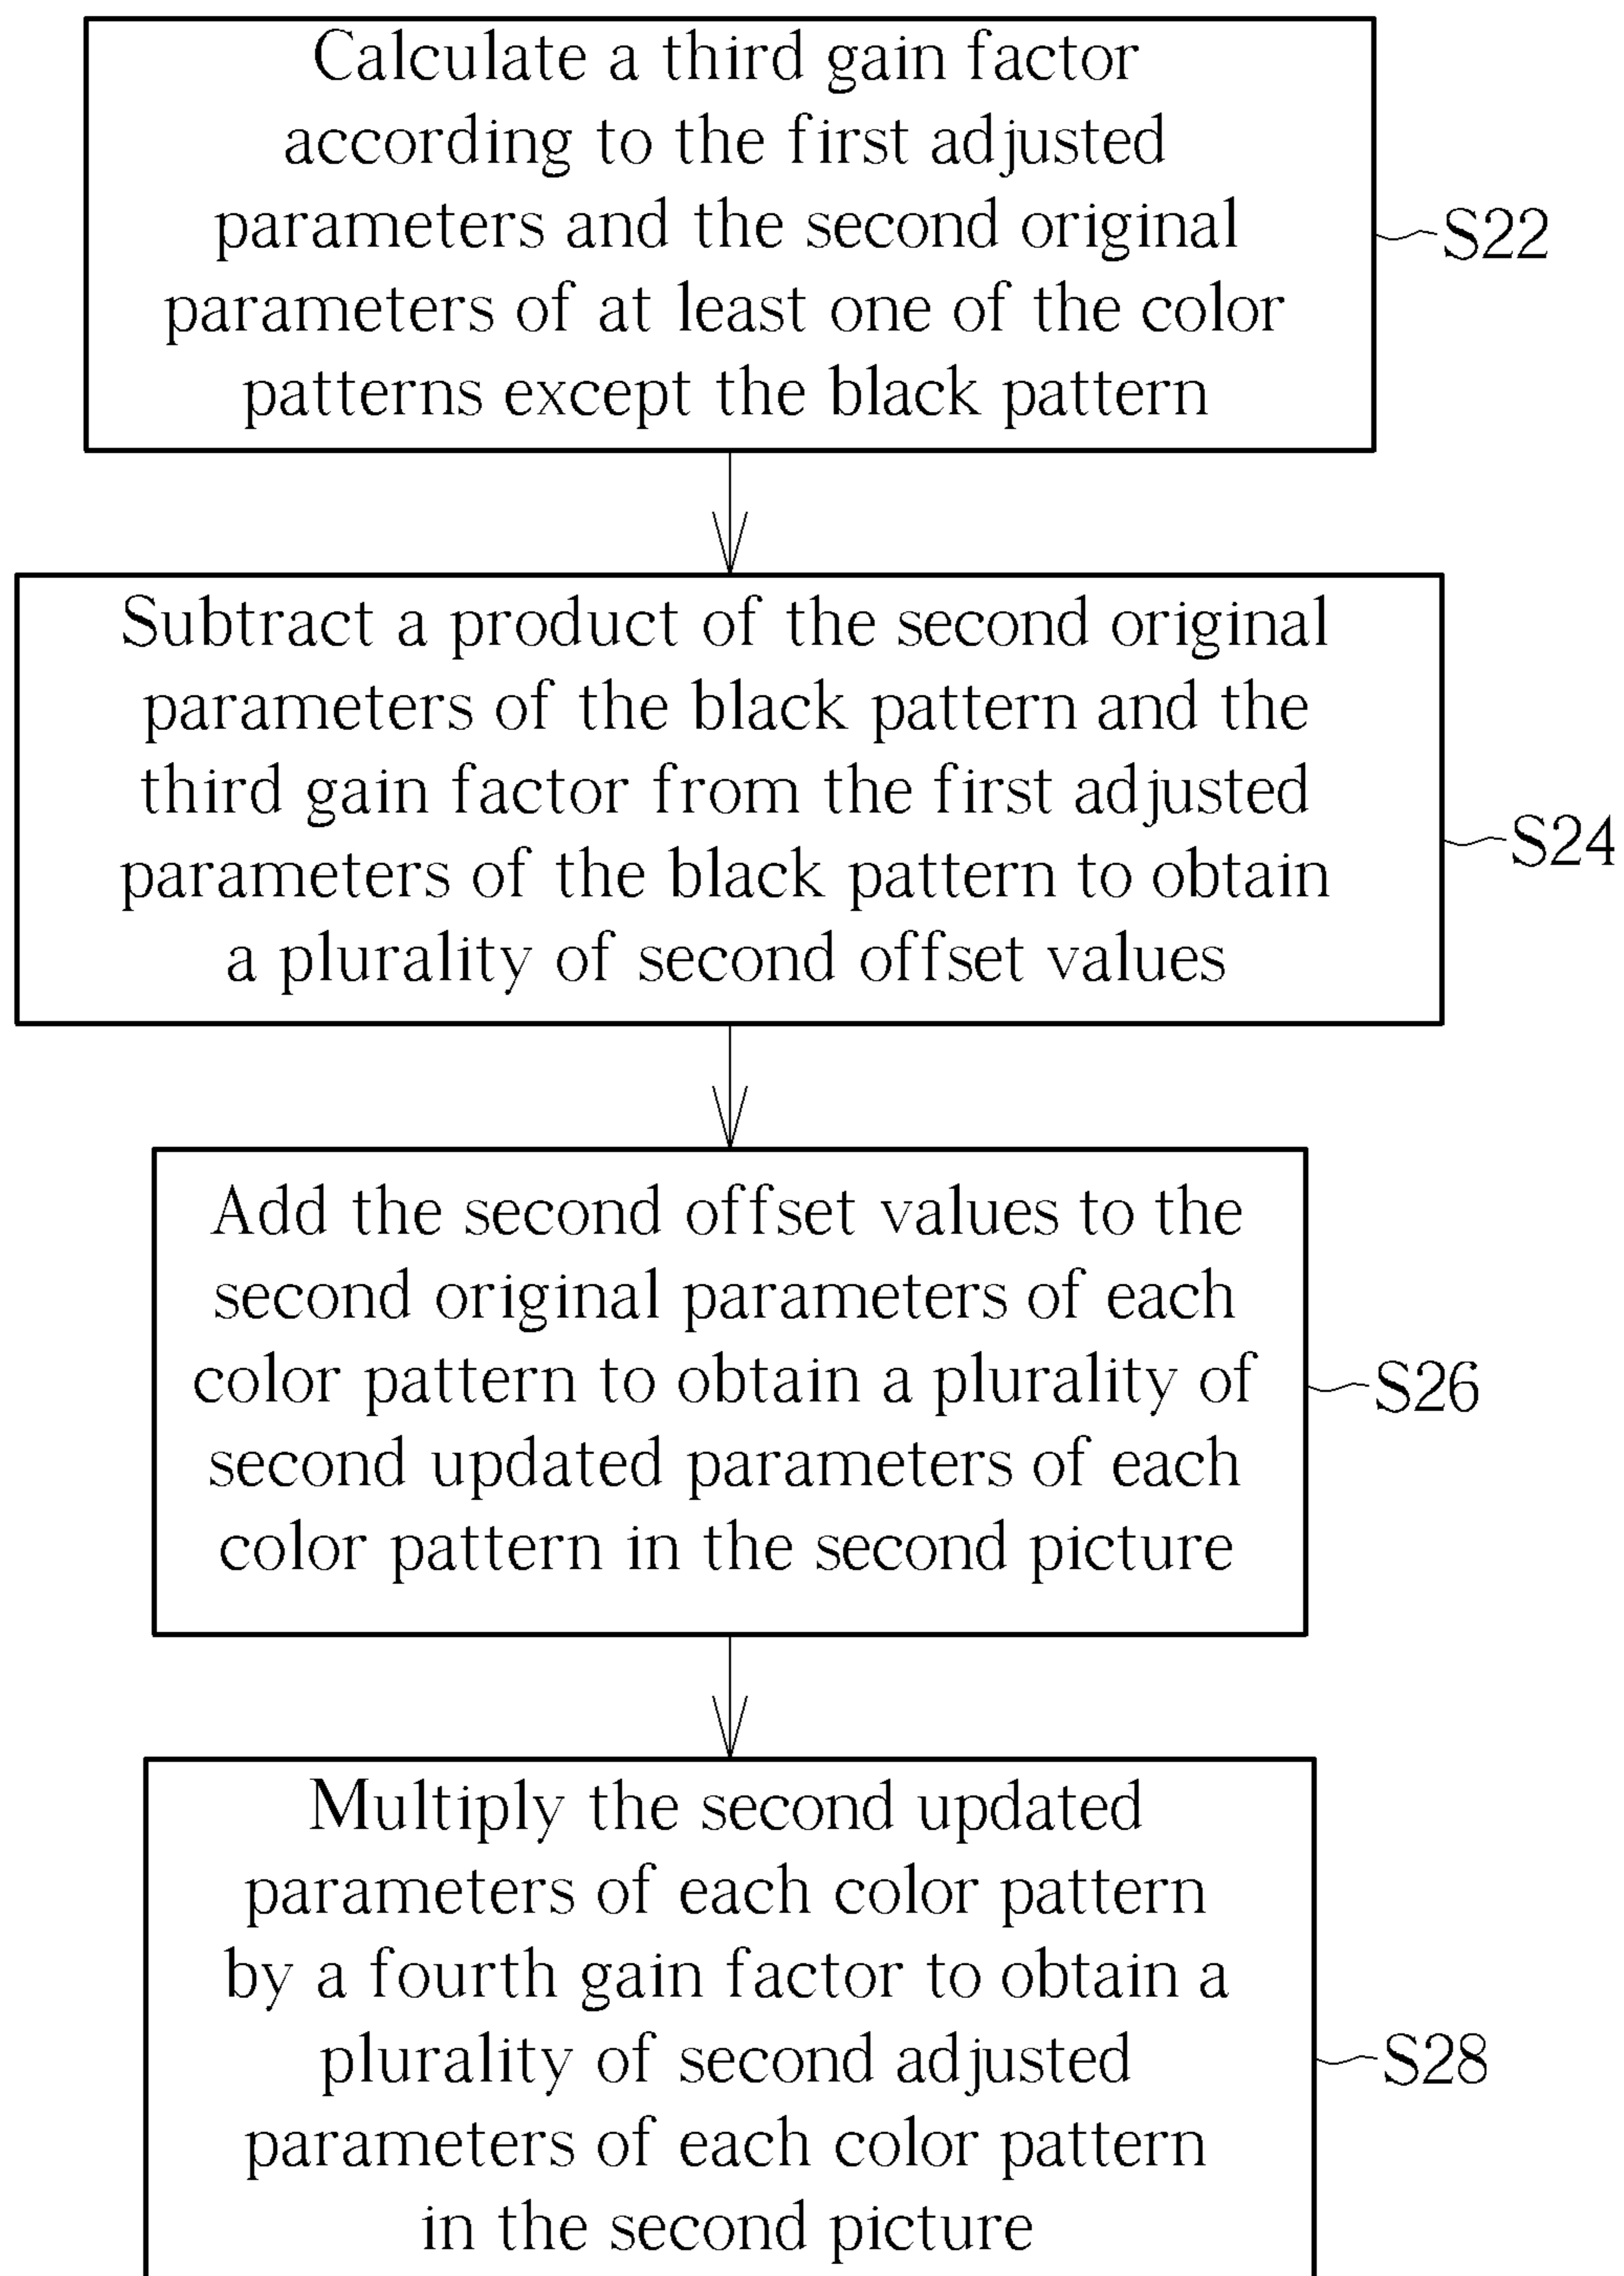 Calculate a third gain factor
according to the first adjusted
parameters and the second original
parameters of at least one of the color
patterns except the black pattern
S22
Subtract a product of the second original
parameters of the black pattern and the
third gain factor from the first adjusted
parameters of the black pattern to obtain
a plurality of second offset values
S24
Add the second offset values to the
second original parameters of each
color pattern to obtain a plurality of
second updated parameters of each
color pattern in the second picture
S26
Multiply the second updated
parameters of each color pattern
by a fourth gain factor to obtain a
plurality of second adjusted
parameters of each color pattern
in the second picture
S28